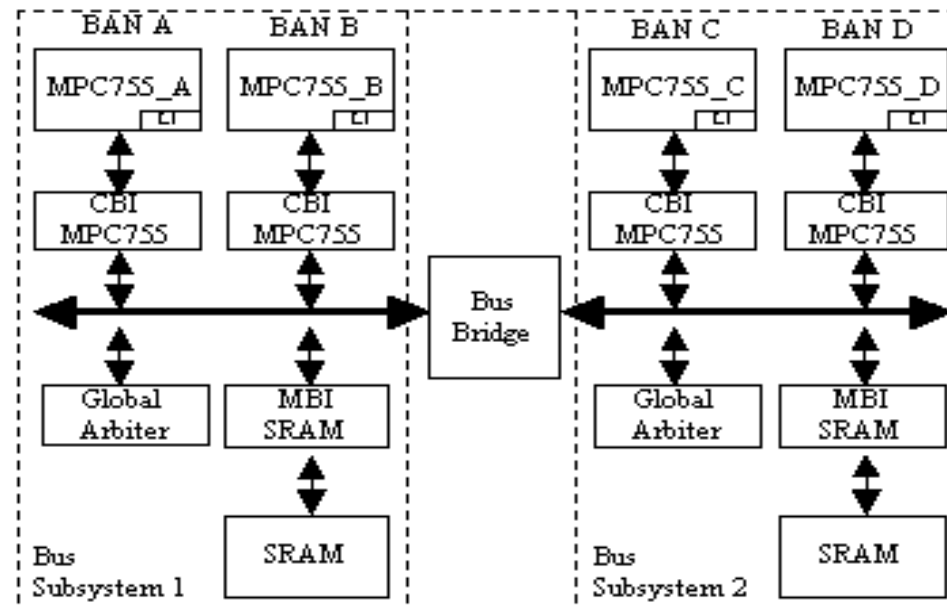 BAN A
BAN B
BAN C
BAN D
MPC755_A
MPC755_B
MPC755_C
MPC755_D
CBI
MPC755
CBI
MPC755
CBI
MPC755
CBI
MPC755
Bus
Bridge
Global
Arbiter
MBI
SRAM
Global
Arbiter
MBI
SRAM
SRAM
SRAM
Bus
Subsystem 1
Bus
Subsystem 2